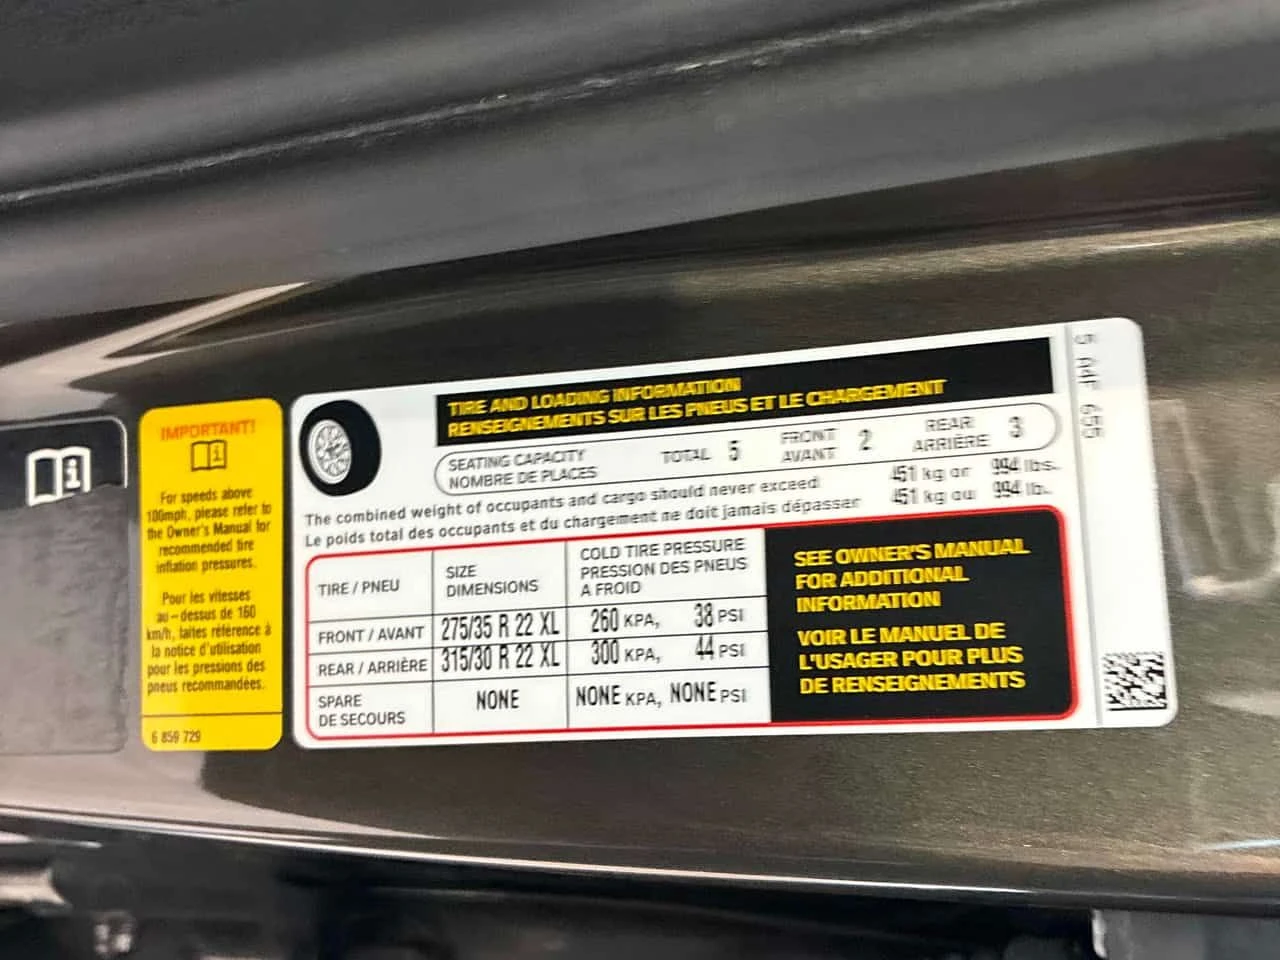 IMPORTANT!
For speeds above
100mph, please refer to
the Owner's Manual for
recommended tire
inflation pressures.
Pour les vitesses
au-dessus de 160
km/h, faites référence à
la notice d'utilisation
pour les pressions des
pneus recommandées.
6 859 729
TIRE AND LOADING INFORMATION
RENSEIGNEMENTS SUR LES PNEUS ET LE CHARGEMENT
SEATING CAPACITY
NOMBRE DE PLACES
TOTAL 5
FRONT
AVANT 2
REAR
ARRIÈRE 3
The combined weight of occupants and cargo should never exceed 451 kg or 994 lbs.
Le poids total des occupants et du chargement ne doit jamais dépasser 451 kg ou 994 lb.
TIRE / PNEU
SIZE
DIMENSIONS
COLD TIRE PRESSURE
PRESSION DES PNEUS
A FROID
FRONT / AVANT 275/35 R 22 XL 260 KPA, 38 PSI
REAR / ARRIÈRE 315/30 R 22 XL 300 KPA, 44 PSI
SPARE
DE SECOURS
NONE NONE KPA, NONE PSI
SEE OWNER'S MANUAL
FOR ADDITIONAL
INFORMATION
VOIR LE MANUEL DE
L'USAGER POUR PLUS
DE RENSEIGNEMENTS